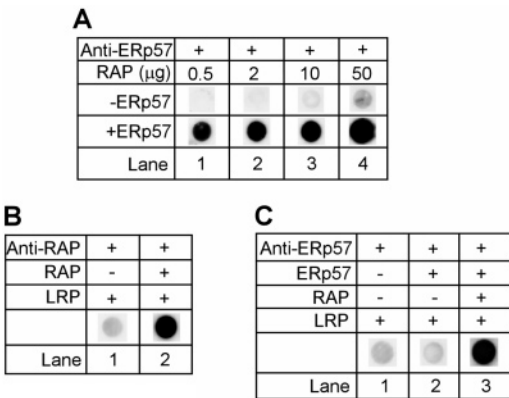 A
Anti-ERp57 + + + +
RAP (µg) 0.5 2 10 50
-ERp57
+ERp57
Lane 1 2 3 4
B
Anti-RAP + +
RAP - +
LRP + +
Lane 1 2
C
Anti-ERp57 + + +
ERp57 - + +
RAP - - +
LRP + + +
Lane 1 2 3